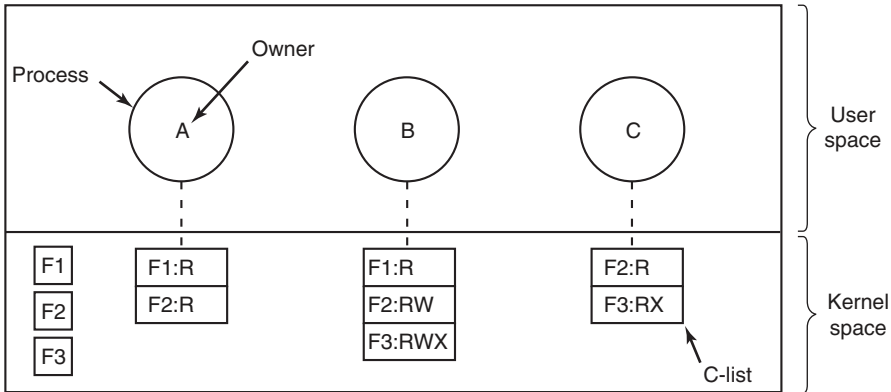 Owner
Process
A
B
C
User
space
F1
F2
F3
F1:R
F2:R
F1:R
F2:RW
F3:RWX
F2:R
F3:RX
C-list
Kernel
space